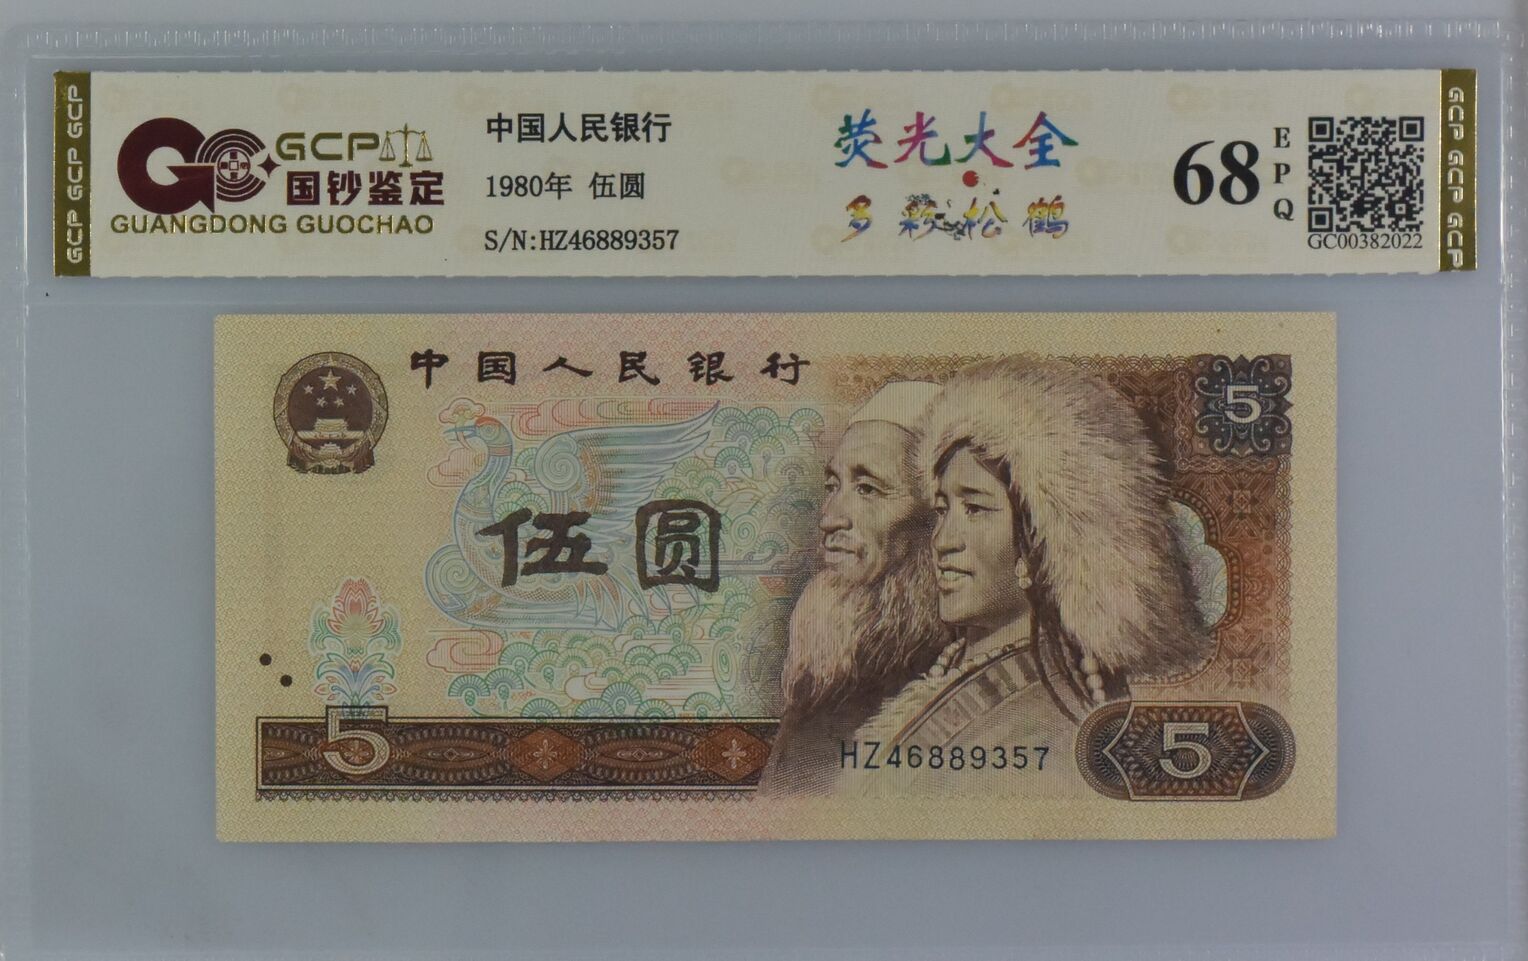 GCP GCP GCP
GCP
国钞鉴定
GUANGDONG GUOCHAO
中国人民银行
1980年 伍圆
S/N:HZ46889357
荧光大全
多彩松鹤
68
EPQ
GC00382022
GCP GCP GCP
中国人民银行
5
伍圆
5
HZ46889357
5